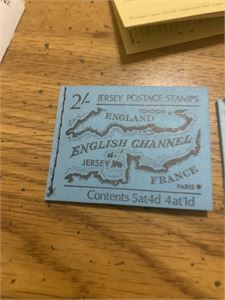 2/- JERSEY POSTAGE STAMPS
LONDON
ENGLAND
ENGLISH CHANNEL
JERSEY
FRANCE
PARIS
Contents 5at4d 4at1d